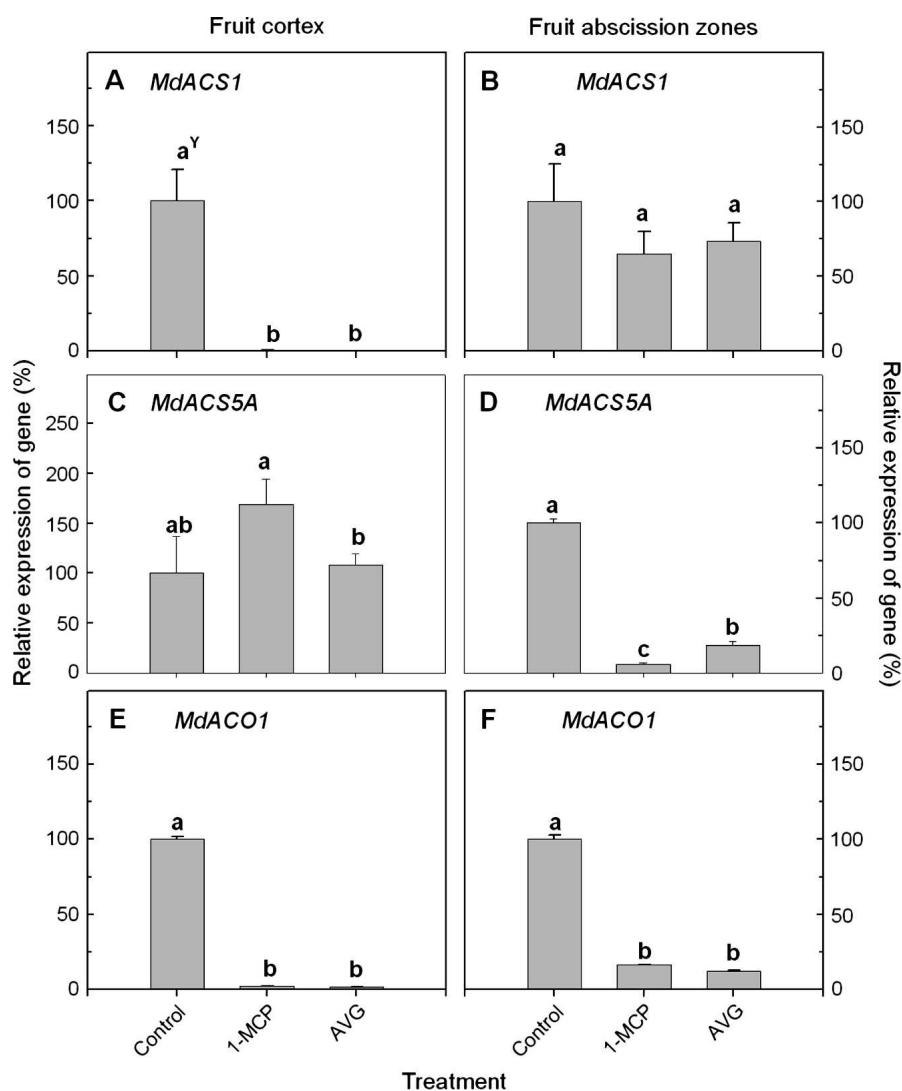 Fruit cortex
Fruit abscission zones
A MdACS1
B MdACS1
150
100
50
0
a^Y
b
b
a
a
a
150
100
50
0
C MdACS5A
D MdACS5A
250
200
150
100
50
0
ab
a
b
a
c
b
150
100
50
0
E MdACO1
F MdACO1
150
100
50
0
a
b
b
a
b
b
150
100
50
0
Relative expression of gene (%)
Relative expression of gene (%)
Control
1-MCP
AVG
Control
1-MCP
AVG
Treatment